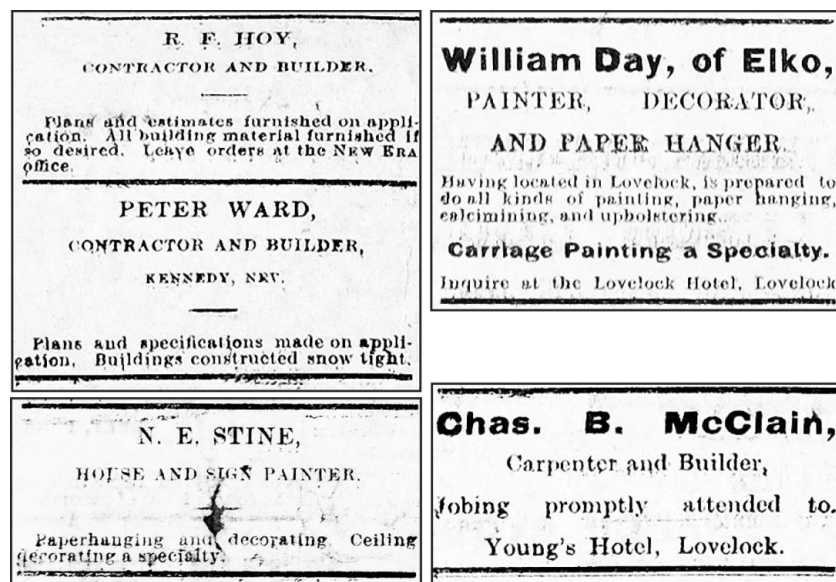 R. F. HOY,
CONTRACTOR AND BUILDER.
Plans and estimates furnished on appli-
cation. All building material furnished if
so desired. Leave orders at the NEW ERA
office.
PETER WARD,
CONTRACTOR AND BUILDER,
KENNEDY, NEV.
Plans and specifications made on appli-
cation. Buildings constructed snow tight.
N. E. STINE,
HOUSE AND SIGN PAINTER.
Paperhanging and decorating. Ceiling
decorating a specialty.
William Day, of Elko,
PAINTER, DECORATOR,
AND PAPER HANGER.
Having located in Lovelock, is prepared to
do all kinds of painting, paper hanging,
calcimining, and upholstering.
Carriage Painting a Specialty.
Inquire at the Lovelock Hotel, Lovelock
Chas. B. McClain,
Carpenter and Builder,
Jobing promptly attended to.
Young's Hotel, Lovelock.